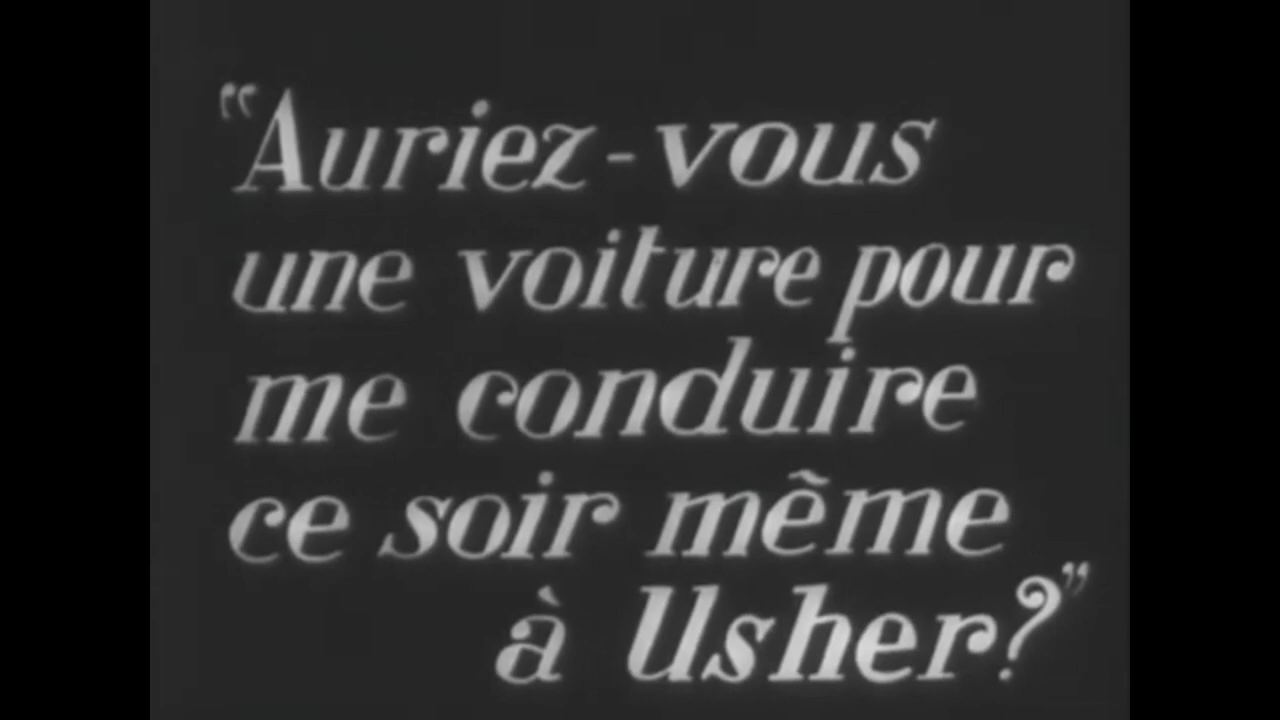 "Auriez-vous
une voiture pour
me conduire
ce soir même
à Usher?"